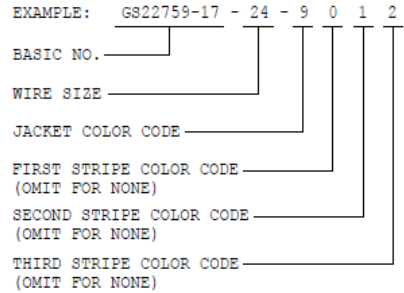 EXAMPLE: GS22759-17 - 24 - 9 0 1 2
BASIC NO.
WIRE SIZE
JACKET COLOR CODE
FIRST STRIPE COLOR CODE
(OMIT FOR NONE)
SECOND STRIPE COLOR CODE
(OMIT FOR NONE)
THIRD STRIPE COLOR CODE
(OMIT FOR NONE)